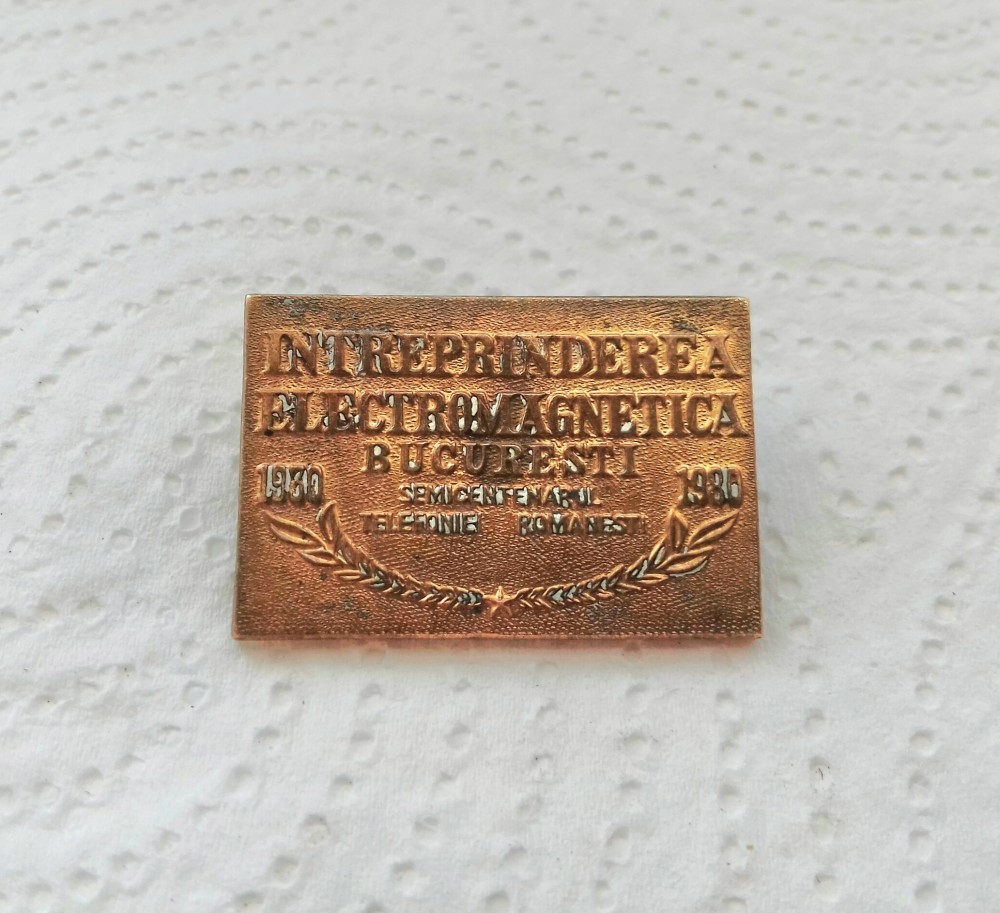 INTREPRINDEREA
ELECTROMAGNETICA
BUCURESTI
1930 1980
SEMICENTENARUL
TELEFONIEI ROMANESTI